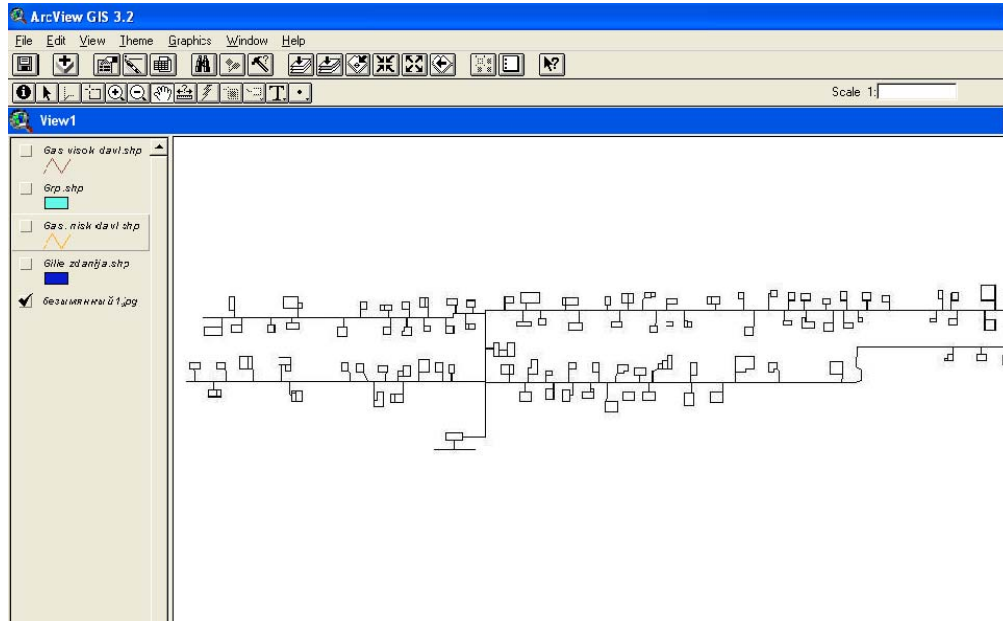 ArcView GIS 3.2
File Edit View Theme Graphics Window Help
Scale 1:
View1
Gas visok davl.shp
Grp.shp
Gas. nisk davl shp
Gilie zdanija.shp
безымянный1.jpg